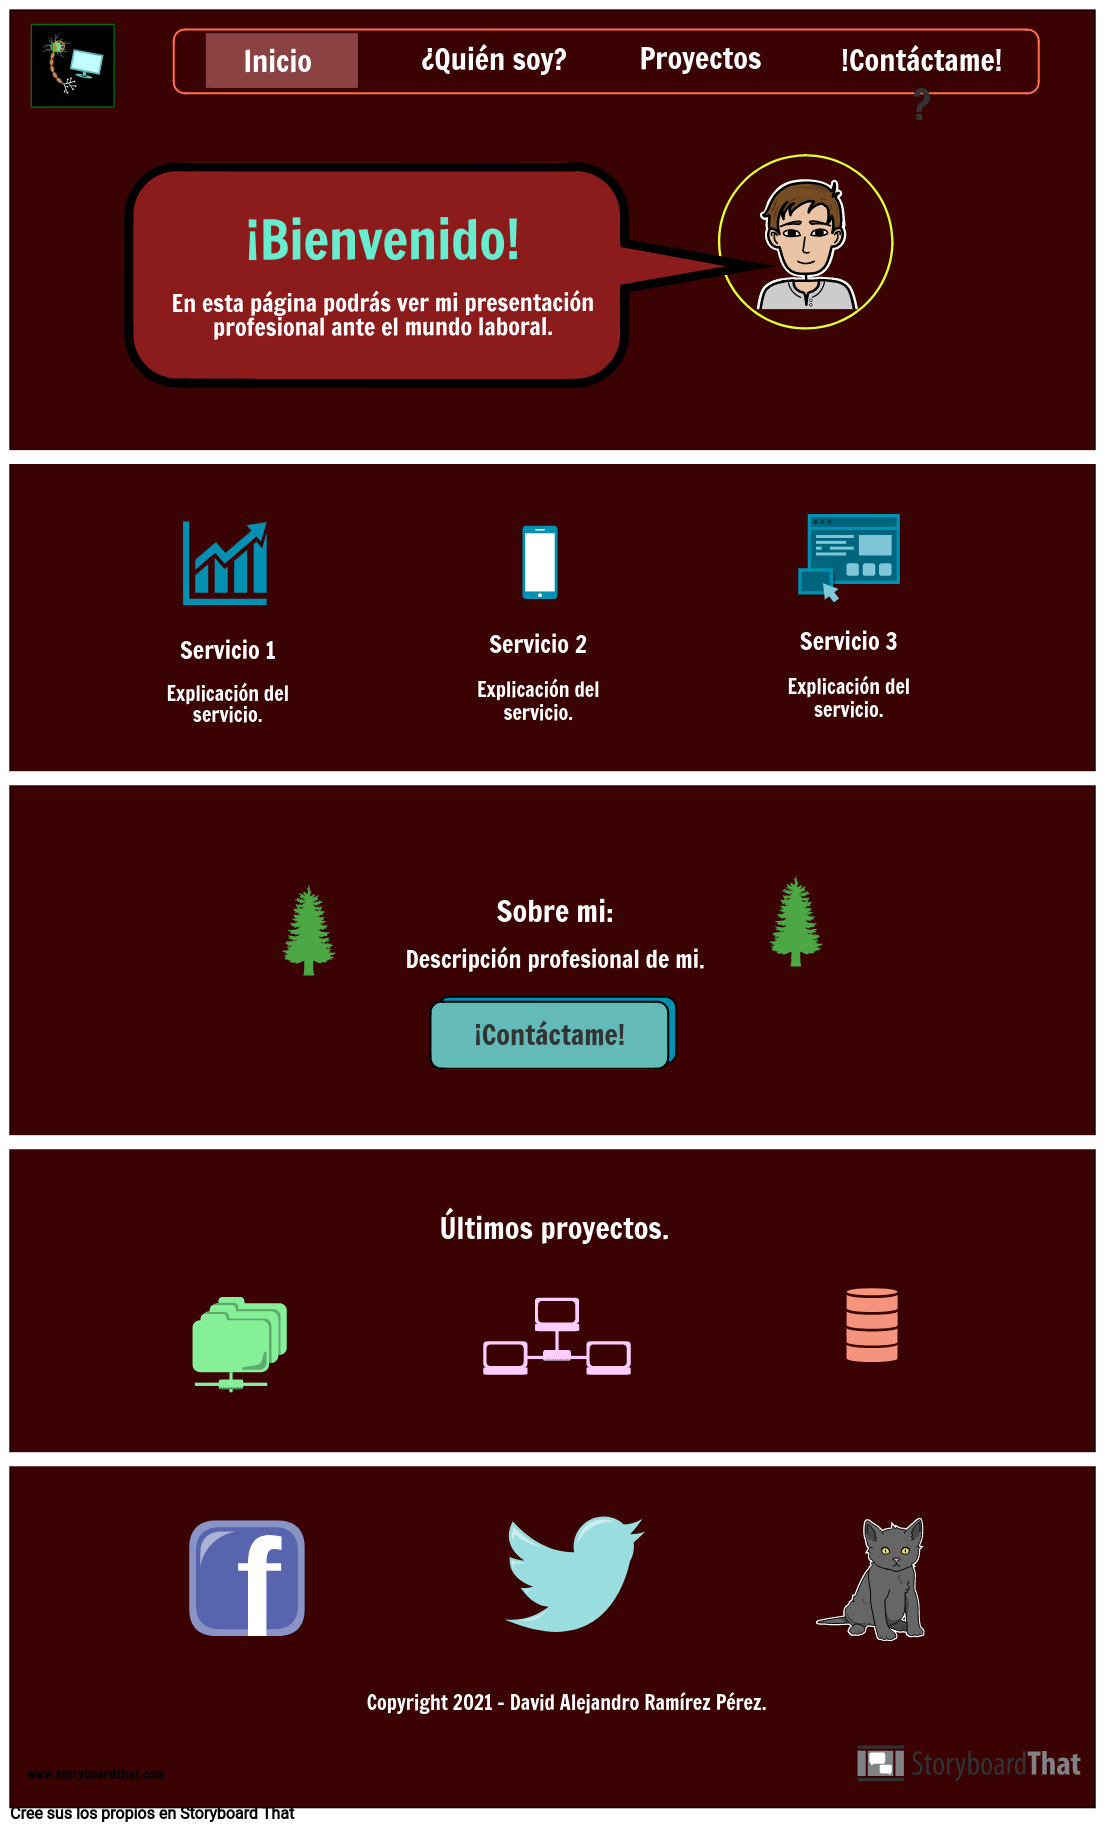 Inicio
¿Quién soy?
Proyectos
!Contáctame!
?
¡Bienvenido!
En esta página podrás ver mi presentación
profesional ante el mundo laboral.
Servicio 1
Servicio 2
Servicio 3
Explicación del
servicio.
Explicación del
servicio.
Explicación del
servicio.
Sobre mi:
Descripción profesional de mi.
¡Contáctame!
Últimos proyectos.
f
Copyright 2021 - David Alejandro Ramírez Pérez.
www.storyboardthat.com
StoryboardThat
Cree sus los propios en Storyboard That